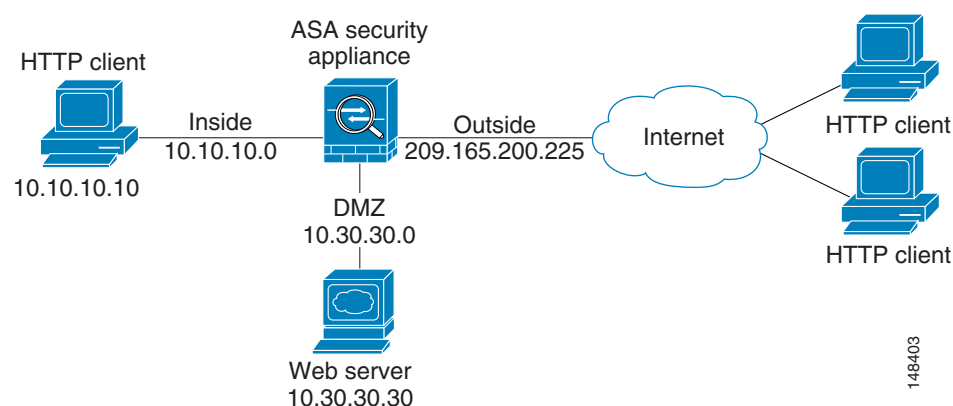 ASA security
appliance
HTTP client
Inside
10.10.10.0
10.10.10.10
Outside
209.165.200.225
Internet
HTTP client
HTTP client
DMZ
10.30.30.0
Web server
10.30.30.30
148403